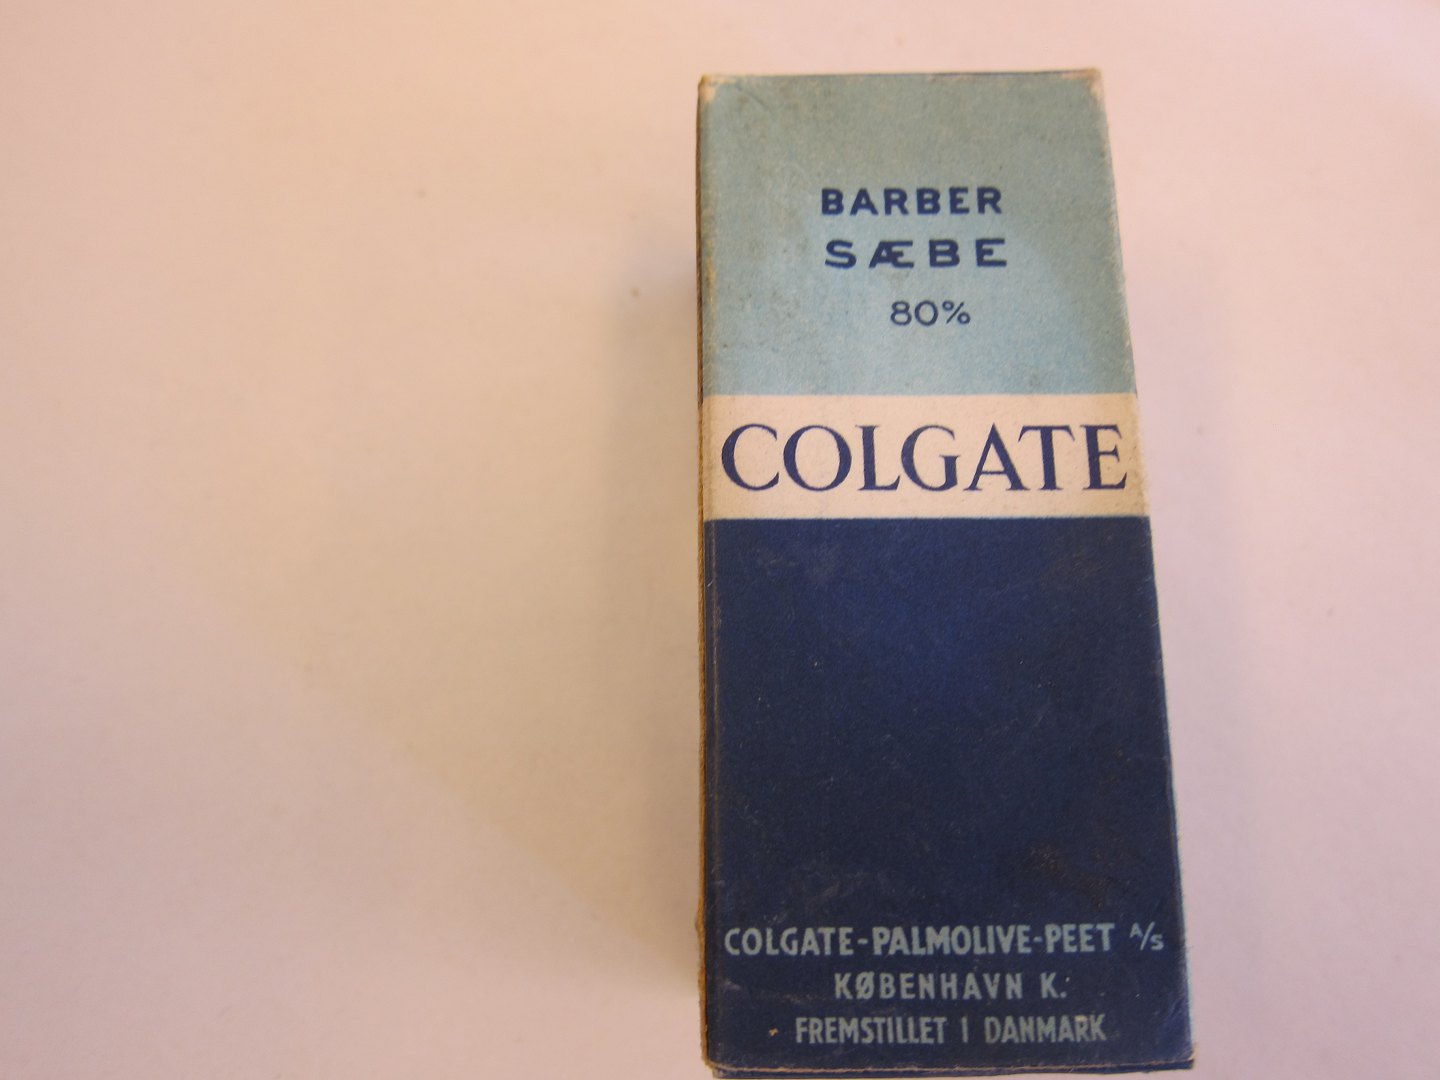 BARBER
SÆBE
80%
COLGATE
COLGATE-PALMOLIVE-PEET A/S
KØBENHAVN K.
FREMSTILLET I DANMARK